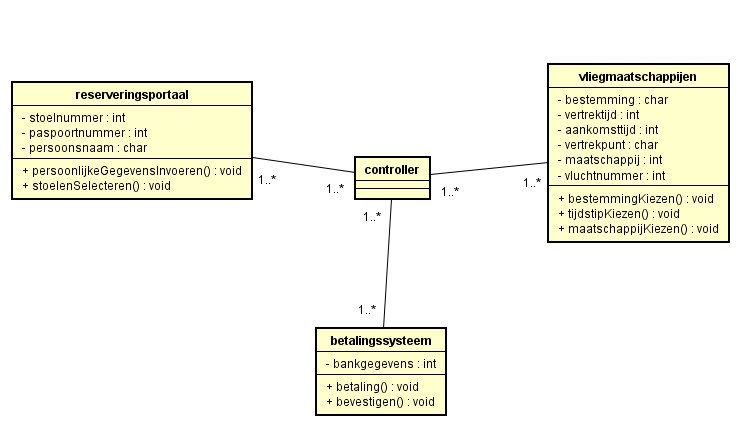 reserveringsportaal
- stoelnummer : int
- paspoortnummer : int
- persoonsnaam : char
+ persoonlijkeGegevensInvoeren() : void
+ stoelenSelecteren() : void
1..*
1..*
controller
1..*
1..*
vliegmaatschappijen
- bestemming : char
- vertrektijd : int
- aankomsttijd : int
- vertrekpunt : char
- maatschappij : int
- vluchtnummer : int
+ bestemmingKiezen() : void
+ tijdstipKiezen() : void
+ maatschappijKiezen() : void
1..*
1..*
betalingssysteem
- bankgegevens : int
+ betaling() : void
+ bevestigen() : void